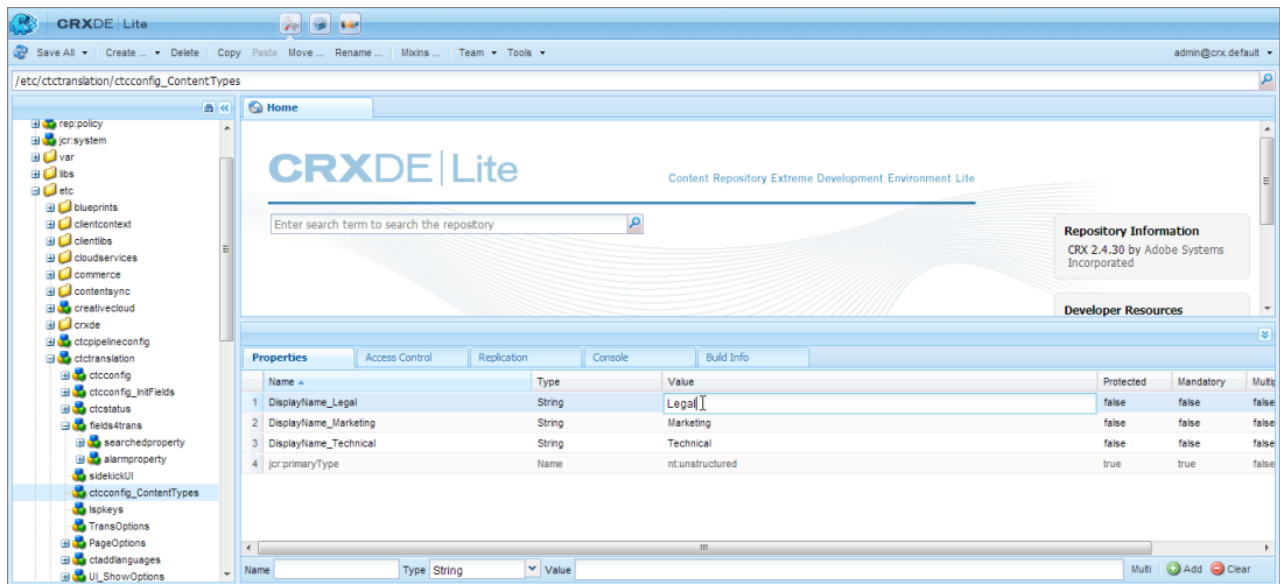 CRXDE | Lite
Save All Create ... Delete Copy Paste Move ... Rename ... Mixins ... Team Tools admin@crx.default
/etc/ctctranslation/ctcconfig_ContentTypes
Home
rep:policy
jcr:system
var
libs
etc
blueprints
clientcontext
clientlibs
cloudservices
commerce
contentsync
creativecloud
crxde
ctcpipelineconfig
ctctranslation
ctcconfig
ctcconfig_InitFields
ctcstatus
fields4trans
searchedproperty
alarmproperty
sidekickUI
ctcconfig_ContentTypes
lspkeys
TransOptions
PageOptions
ctaddlanguages
UI_ShowOptions
CRXDE | Lite
Content Repository Extreme Development Environment Lite
Enter search term to search the repository
Repository Information
CRX 2.4.30 by Adobe Systems
Incorporated
Developer Resources
Properties Access Control Replication Console Build Info
Name Type Value Protected Mandatory Multip
1 DisplayName_Legal String Legal false false false
2 DisplayName_Marketing String Marketing false false false
3 DisplayName_Technical String Technical false false false
4 jcr:primaryType Name nt:unstructured true true false
Name Type String Value Multi Add Clear